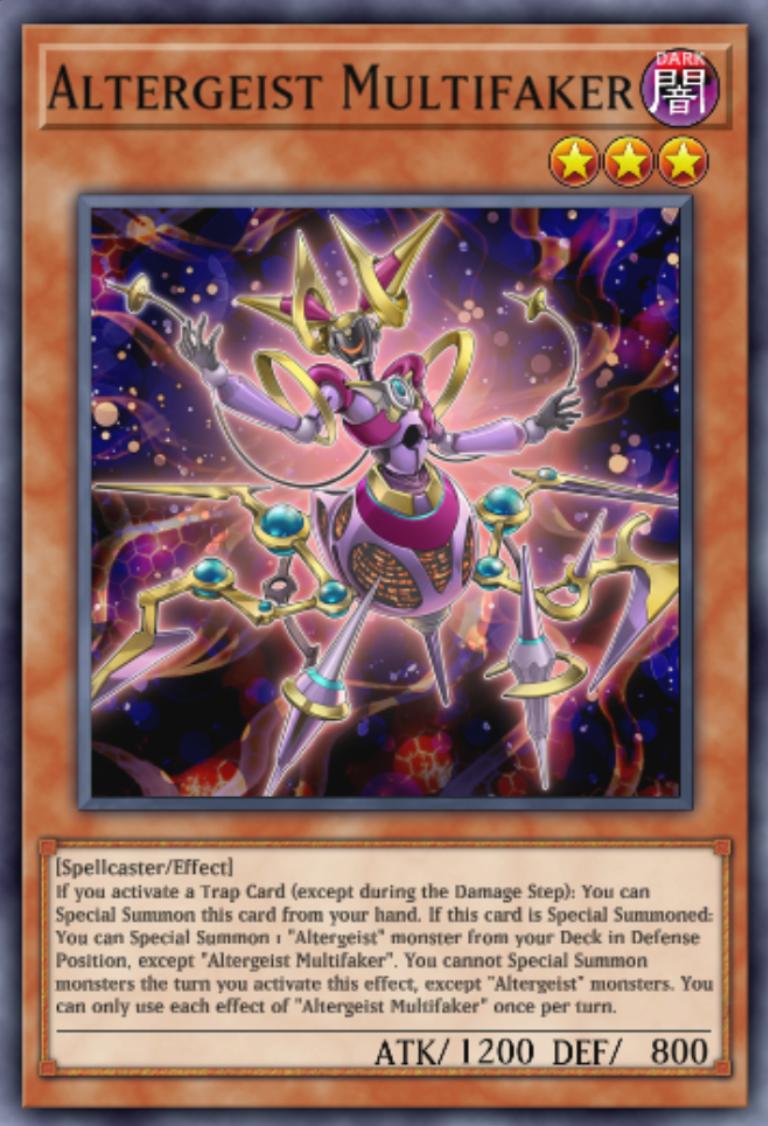 ALTERGEIST MULTIFAKER
DARK
闇
[Spellcaster/Effect]
If you activate a Trap Card (except during the Damage Step): You can
Special Summon this card from your hand. If this card is Special Summoned:
You can Special Summon 1 "Altergeist" monster from your Deck in Defense
Position, except "Altergeist Multifaker". You cannot Special Summon
monsters the turn you activate this effect, except "Altergeist" monsters. You
can only use each effect of "Altergeist Multifaker" once per turn.
ATK/ 1200 DEF/ 800